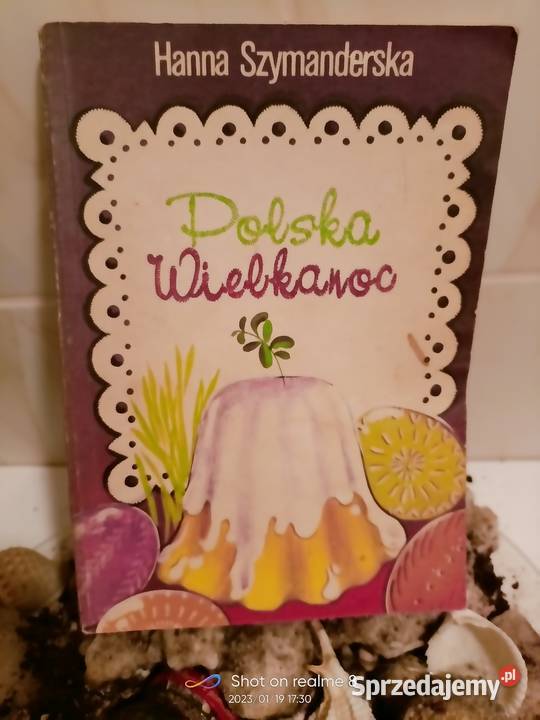 Hanna Szymanderska
Polska
Wielkanoc
Shot on realme 8
2023/01/19 17:30
Sprzedajemy.pl